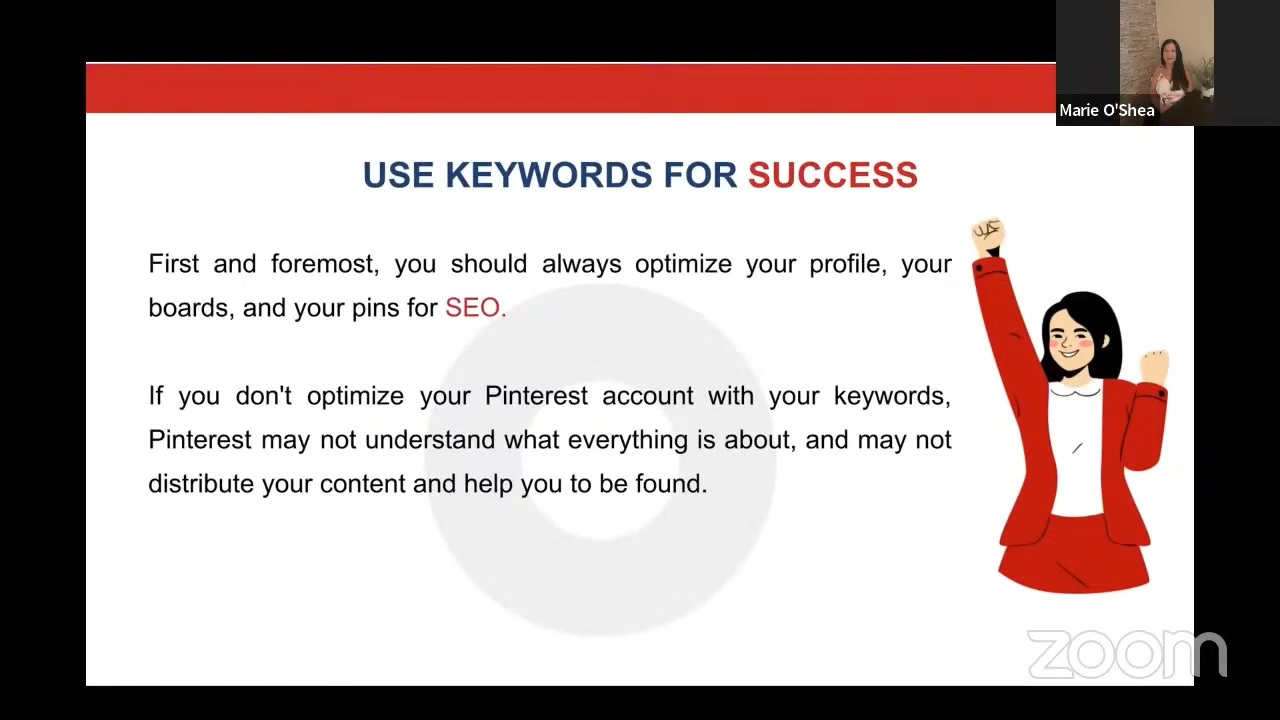 Marie O'Shea
USE KEYWORDS FOR SUCCESS
First and foremost, you should always optimize your profile, your
boards, and your pins for SEO.
If you don't optimize your Pinterest account with your keywords,
Pinterest may not understand what everything is about, and may not
distribute your content and help you to be found.
zoom